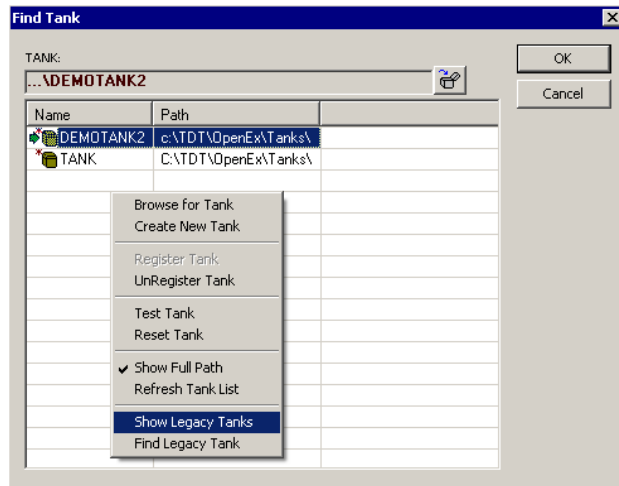 Find Tank
TANK:
OK
...\DEMOTANK2
Cancel
Name Path
DEMOTANK2 c:\TDT\OpenEx\Tanks\
TANK C:\TDT\OpenEx\Tanks\
Browse for Tank
Create New Tank
Register Tank
UnRegister Tank
Test Tank
Reset Tank
Show Full Path
Refresh Tank List
Show Legacy Tanks
Find Legacy Tank